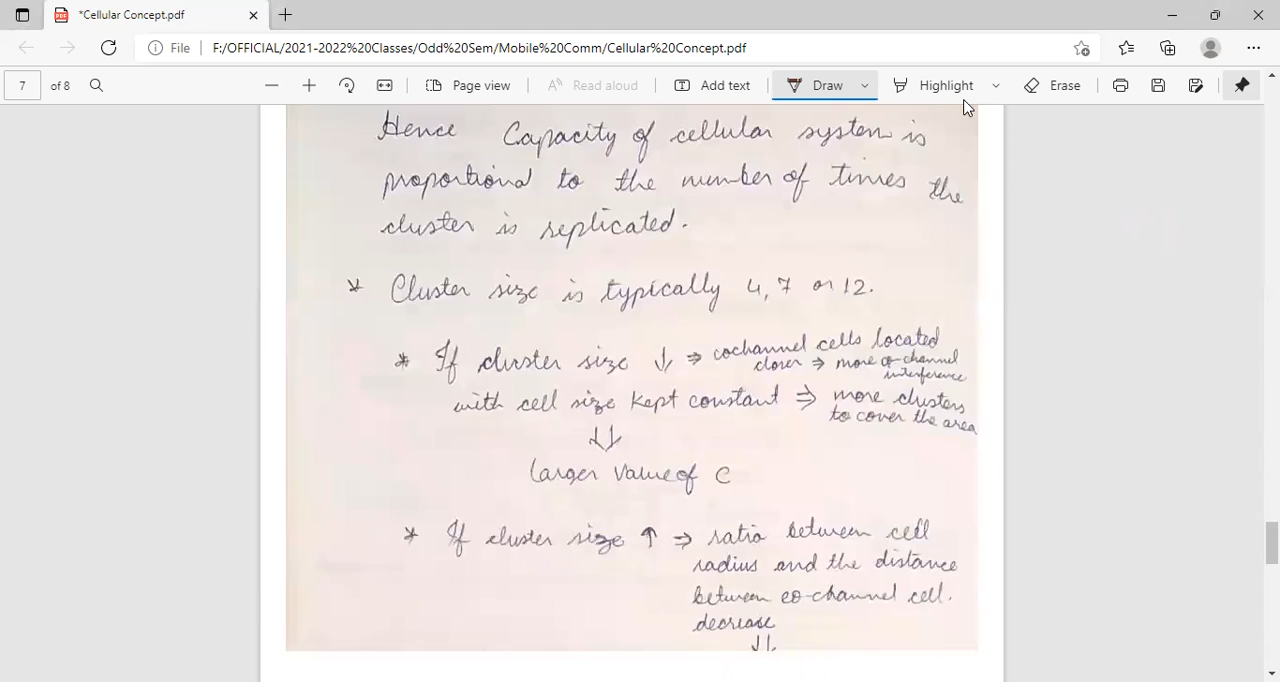 *Cellular Concept.pdf
File
F:/OFFICIAL/2021-2022%20Classes/Odd%20Sem/Mobile%20Comm/Cellular%20Concept.pdf
7 of 8 Page view Read aloud Add text Draw Highlight Erase
Hence Capacity of cellular system is
proportional to the number of times the
cluster is replicated.
* Cluster size is typically 4, 7 or 12.
* If cluster size ↓ ⇒ cochannel cells located
closer ⇒ more co-channel
interference
with cell size kept constant ⇒ more clusters
to cover the area
⇓
Larger value of C
* If cluster size ↑ ⇒ ratio between cell
radius and the distance
between co-channel cell.
decrease
⇓